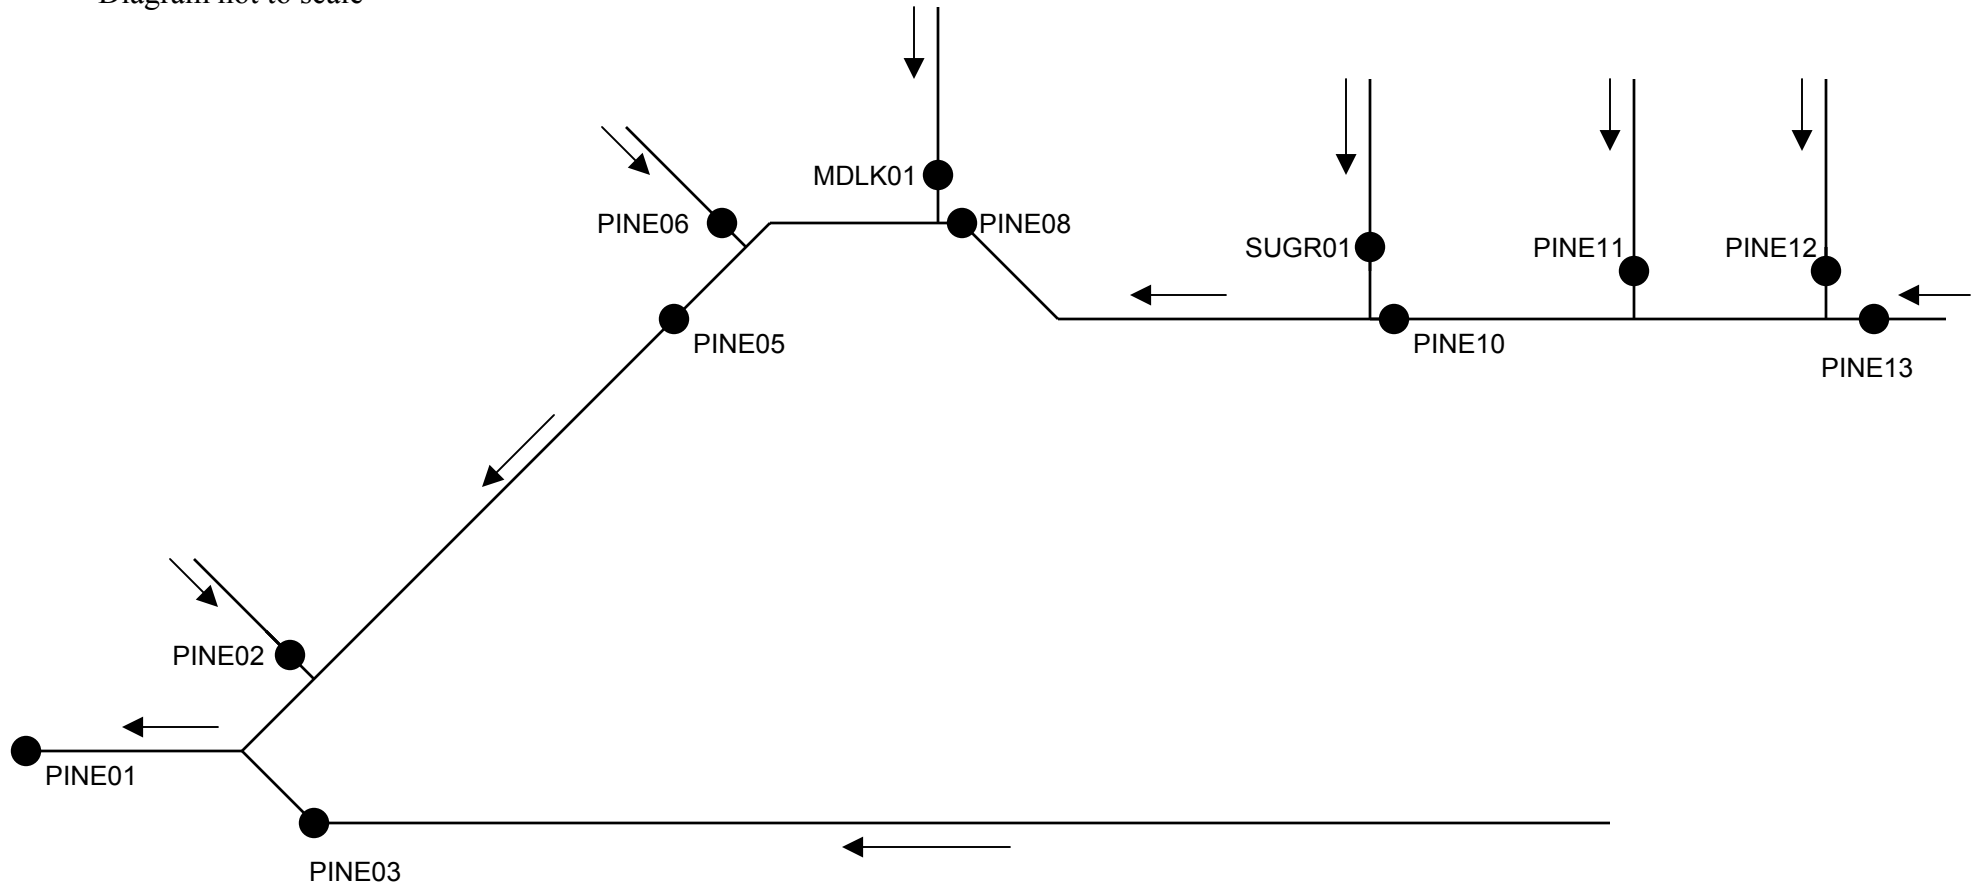 Diagram not to scale
MDLK01
PINE06
PINE08
SUGR01
PINE11
PINE12
PINE05
PINE10
PINE13
PINE02
PINE01
PINE03